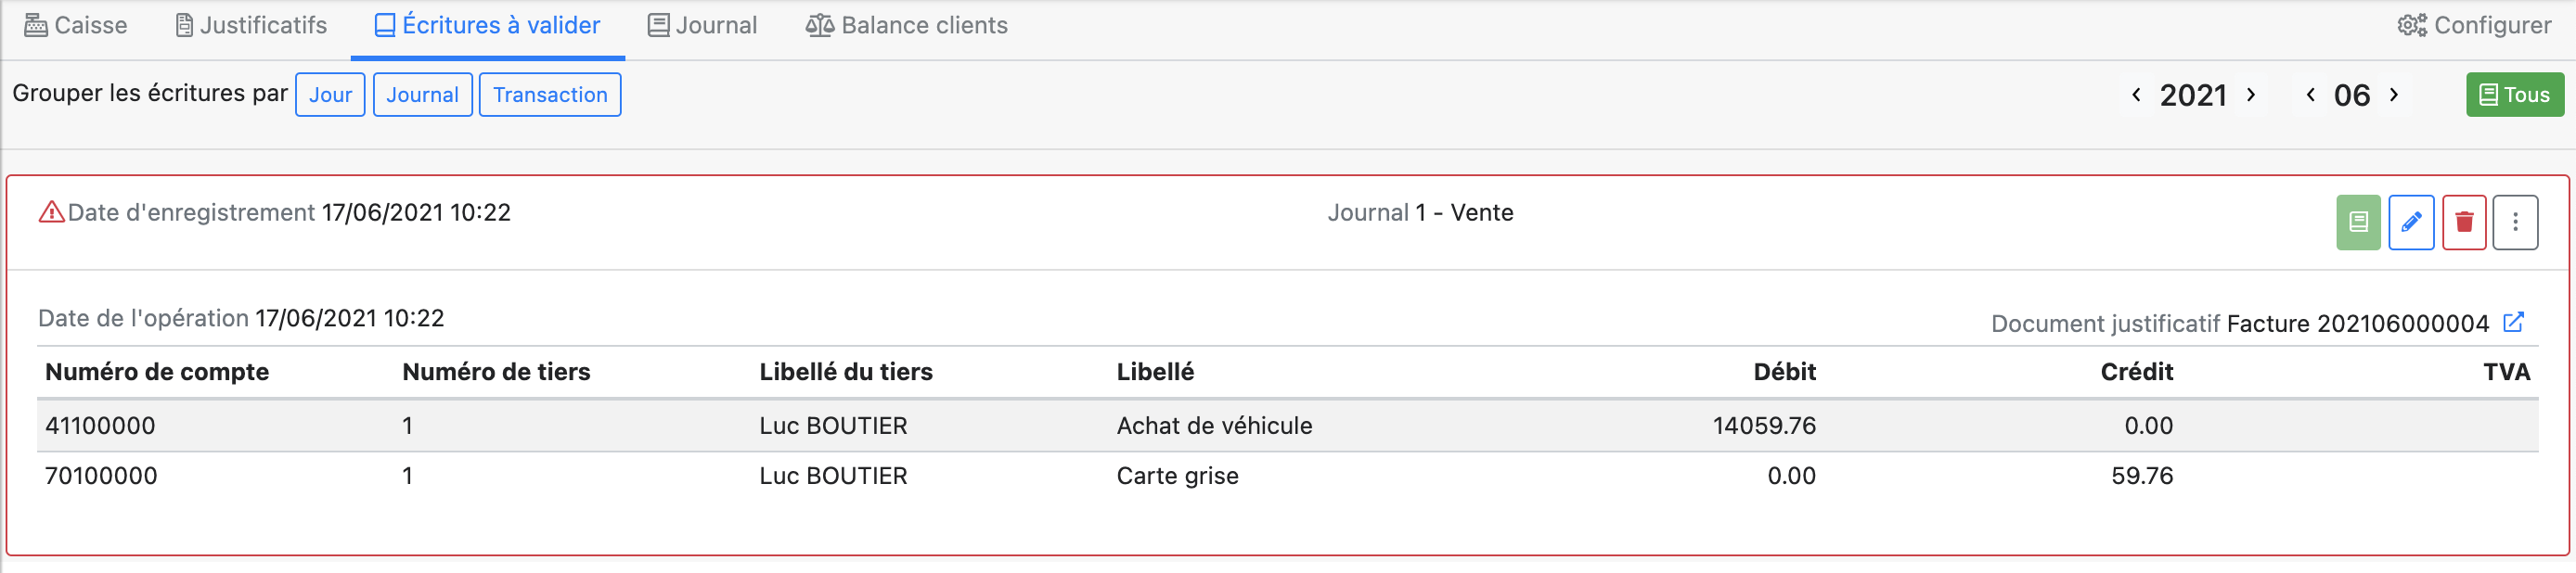 Caisse Justificatifs Écritures à valider Journal Balance clients Configurer
Grouper les écritures par Jour Journal Transaction 2021 06 Tous
Date d'enregistrement 17/06/2021 10:22 Journal 1 - Vente
Date de l'opération 17/06/2021 10:22 Document justificatif Facture 202106000004
Numéro de compte Numéro de tiers Libellé du tiers Libellé Débit Crédit TVA
41100000 1 Luc BOUTIER Achat de véhicule 14059.76 0.00
70100000 1 Luc BOUTIER Carte grise 0.00 59.76